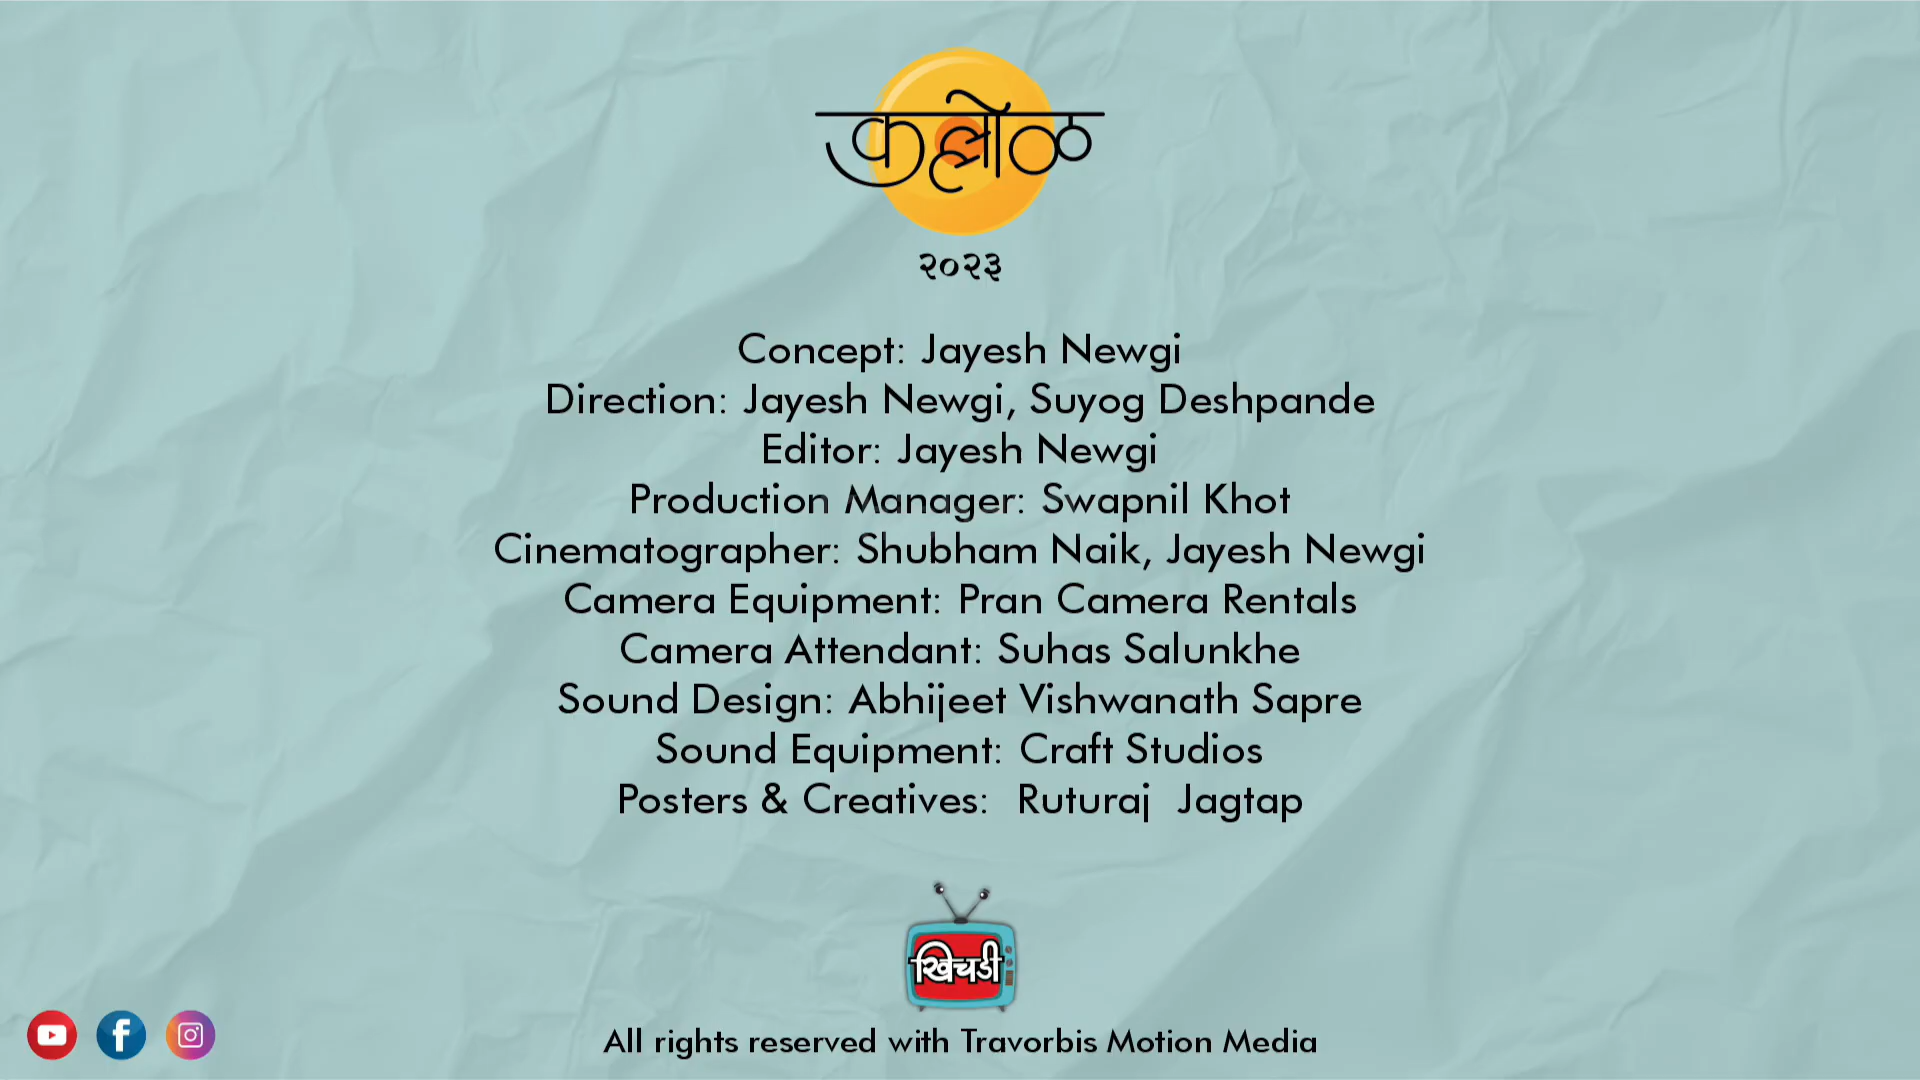 कल्लोळ
२०२३
Concept: Jayesh Newgi
Direction: Jayesh Newgi, Suyog Deshpande
Editor: Jayesh Newgi
Production Manager: Swapnil Khot
Cinematographer: Shubham Naik, Jayesh Newgi
Camera Equipment: Pran Camera Rentals
Camera Attendant: Suhas Salunkhe
Sound Design: Abhijeet Vishwanath Sapre
Sound Equipment: Craft Studios
Posters & Creatives: Ruturaj Jagtap
खिचडी
All rights reserved with Travorbis Motion Media